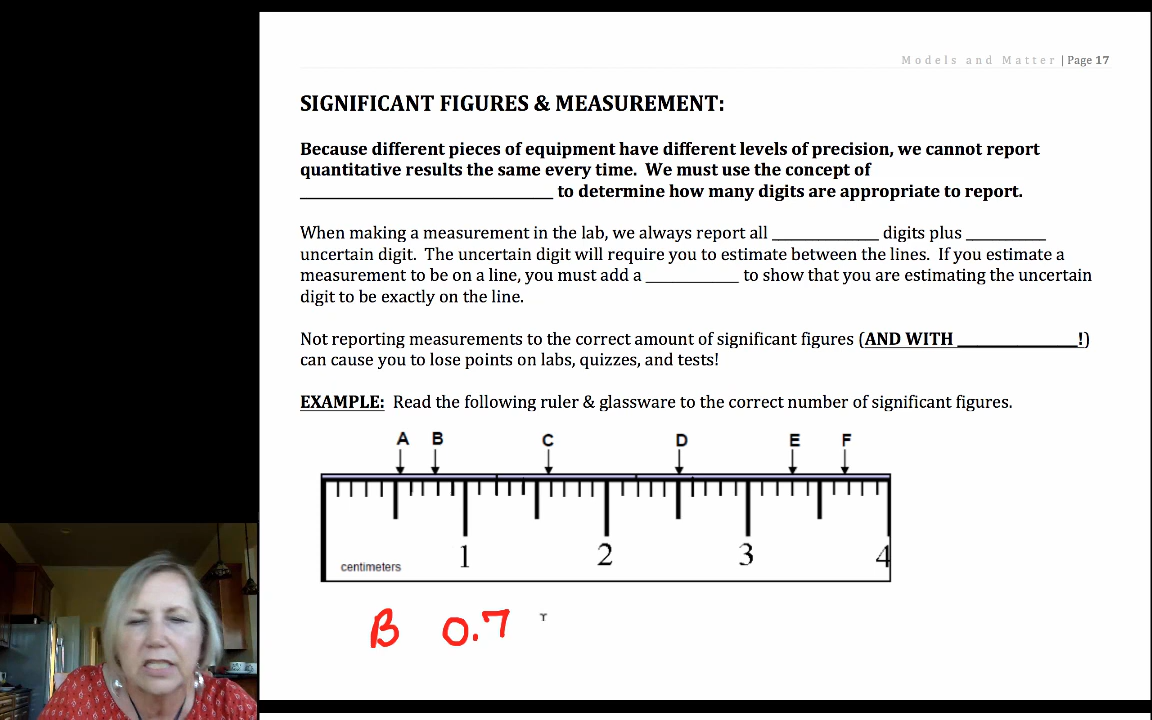 Models and Matter | Page 17
SIGNIFICANT FIGURES & MEASUREMENT:
Because different pieces of equipment have different levels of precision, we cannot report
quantitative results the same every time. We must use the concept of
____________________________ to determine how many digits are appropriate to report.
When making a measurement in the lab, we always report all ______________ digits plus __________
uncertain digit. The uncertain digit will require you to estimate between the lines. If you estimate a
measurement to be on a line, you must add a ____________ to show that you are estimating the uncertain
digit to be exactly on the line.
Not reporting measurements to the correct amount of significant figures (AND WITH ______________!)
can cause you to lose points on labs, quizzes, and tests!
EXAMPLE: Read the following ruler & glassware to the correct number of significant figures.
A B C D E F
1 2 3 4
centimeters
B 0.7